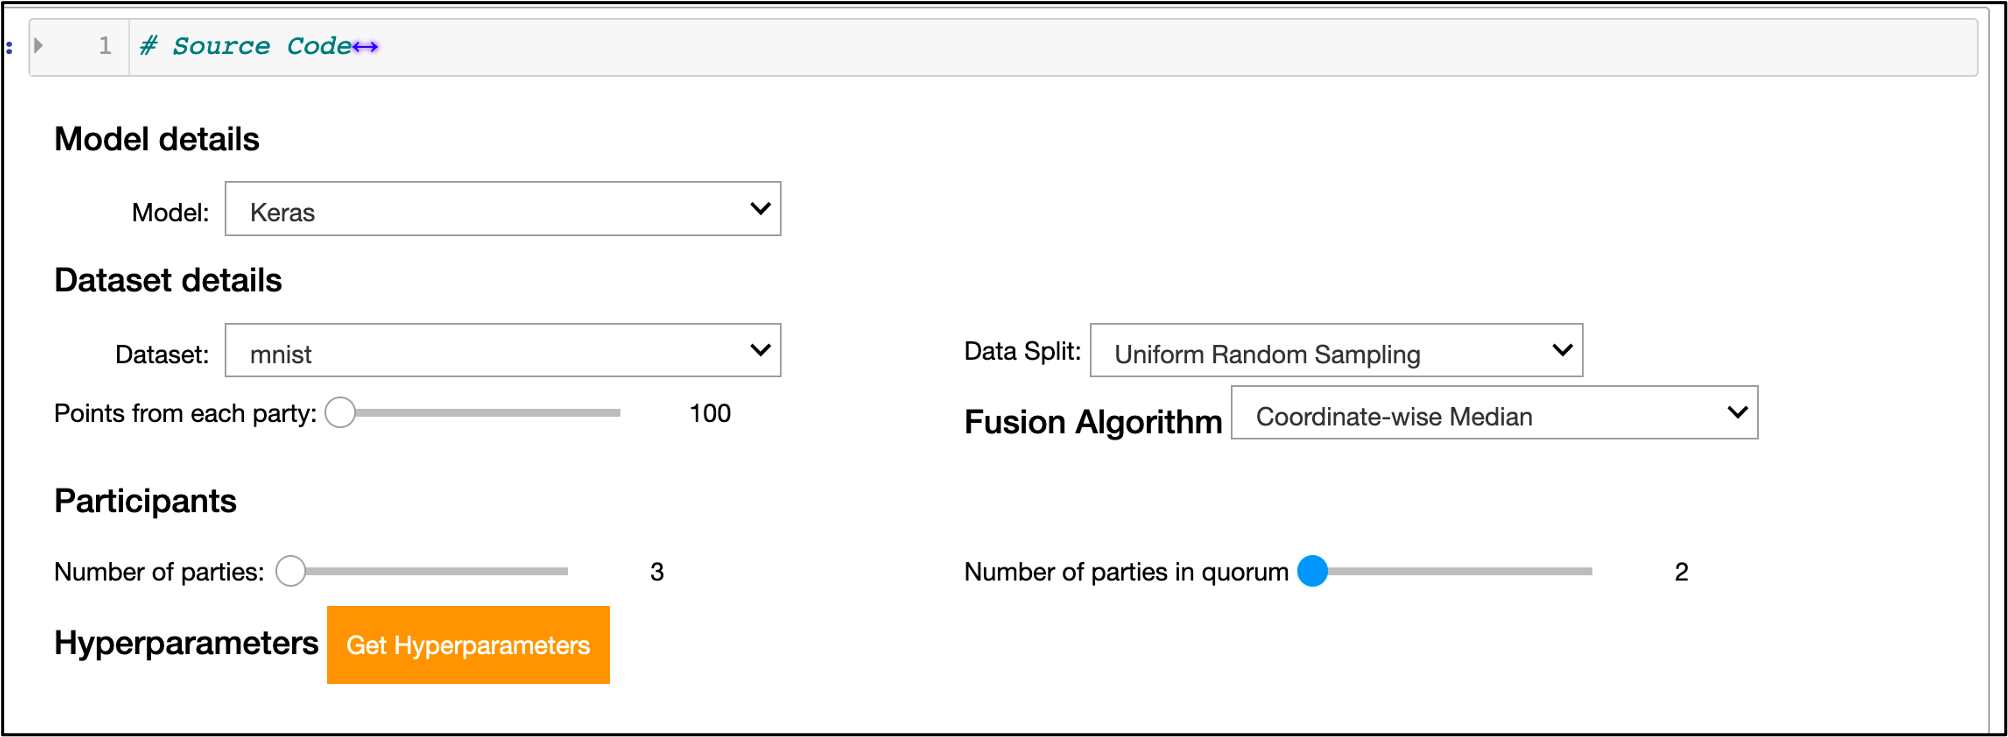 : 1 # Source Code↔
Model details
Model: Keras
Dataset details
Dataset: mnist
Data Split: Uniform Random Sampling
Points from each party: 100
Fusion Algorithm Coordinate-wise Median
Participants
Number of parties: 3
Number of parties in quorum 2
Hyperparameters Get Hyperparameters